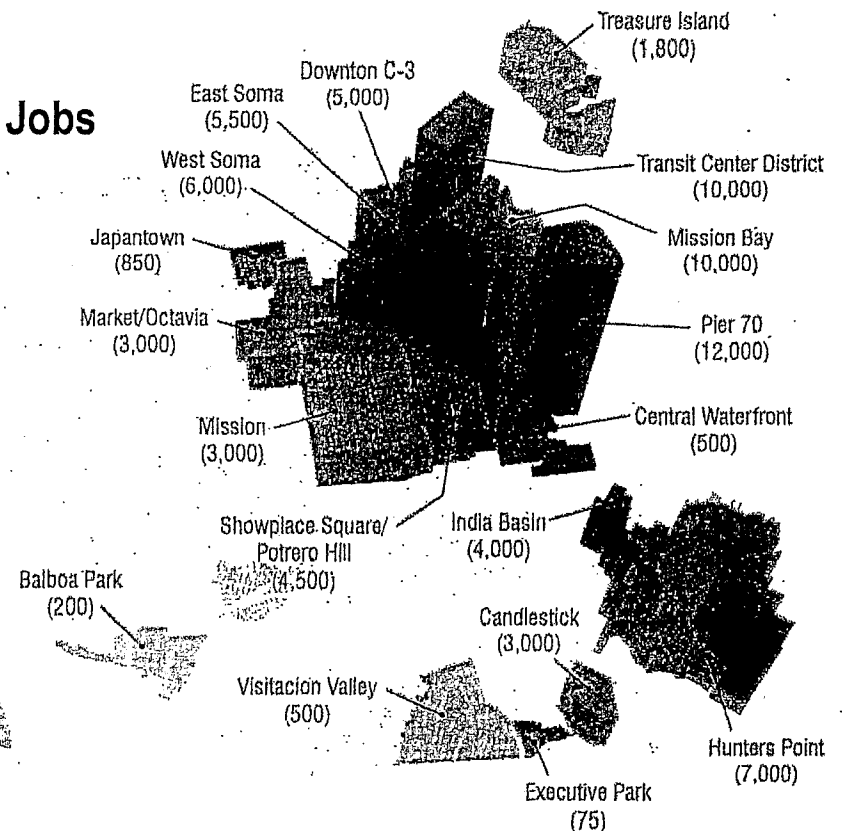 Jobs
Treasure Island
(1,800)
Downton C-3
(5,000)
East Soma
(5,500)
West Soma
(6,000)
Transit Center District
(10,000)
Japantown
(850)
Mission Bay
(10,000)
Market/Octavia
(3,000)
Pier 70
(12,000)
Mission
(3,000)
Central Waterfront
(500)
Showplace Square/
Potrero Hill
(4,500)
India Basin
(4,000)
Balboa Park
(200)
Candlestick
(3,000)
Visitacion Valley
(500)
Hunters Point
(7,000)
Executive Park
(75)